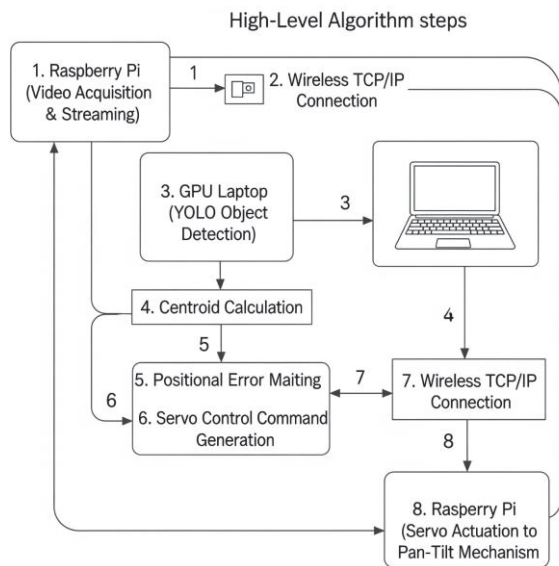 High-Level Algorithm steps
1. Raspberry Pi
(Video Acquisition
& Streaming)
1
2. Wireless TCP/IP
Connection
3. GPU Laptop
(YOLO Object
Detection)
3
4. Centroid Calculation
4
5
5. Positional Error Maiting
6. Servo Control Command
Generation
6
7
7. Wireless TCP/IP
Connection
8
8. Rasperry Pi
(Servo Actuation to
Pan-Tilt Mechanism